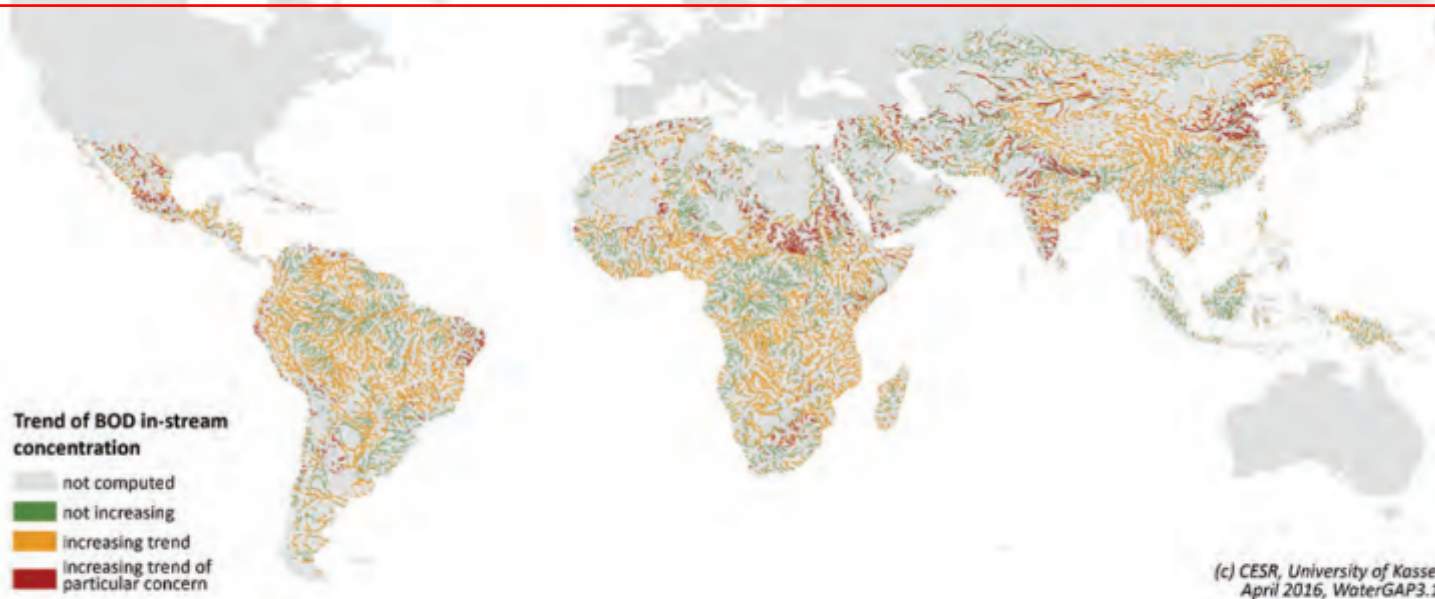 Trend of BOD in-stream
concentration
not computed
not increasing
increasing trend
increasing trend of
particular concern
(c) CESR, University of Kasse
April 2016, WaterGAP3.1